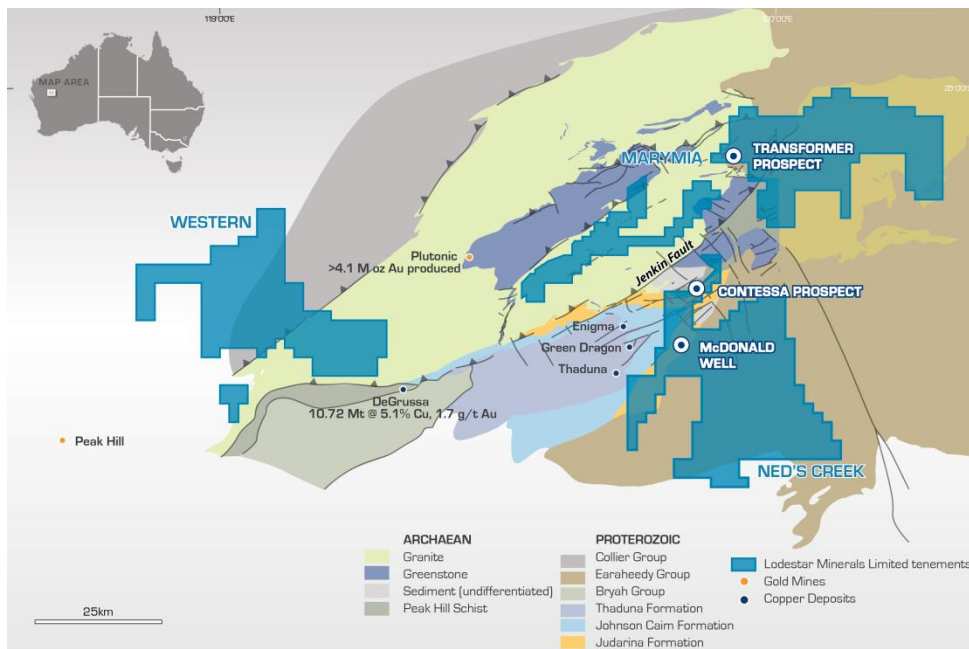 119°00'E
MAP AREA
25°00'S
MARYMIA
TRANSFORMER
PROSPECT
WESTERN
Plutonic
>4.1 M oz Au produced
Jenkin Fault
CONTESSA PROSPECT
Enigma
Green Dragon
McDONALD
WELL
Thaduna
DeGrussa
10.72 Mt @ 5.1% Cu, 1.7 g/t Au
Peak Hill
NED'S CREEK
ARCHAEAN
Granite
Greenstone
Sediment (undifferentiated)
Peak Hill Schist
PROTEROZOIC
Collier Group
Earaheedy Group
Bryah Group
Thaduna Formation
Johnson Cairn Formation
Judarina Formation
Lodestar Minerals Limited tenements
Gold Mines
Copper Deposits
25km